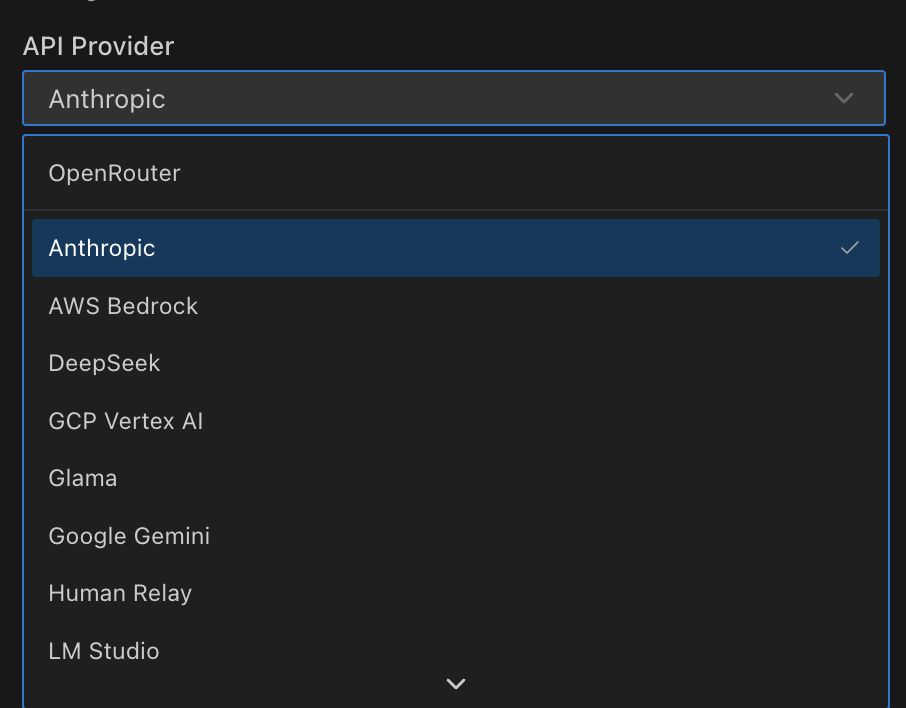 API Provider
Anthropic
OpenRouter
Anthropic
AWS Bedrock
DeepSeek
GCP Vertex AI
Glama
Google Gemini
Human Relay
LM Studio